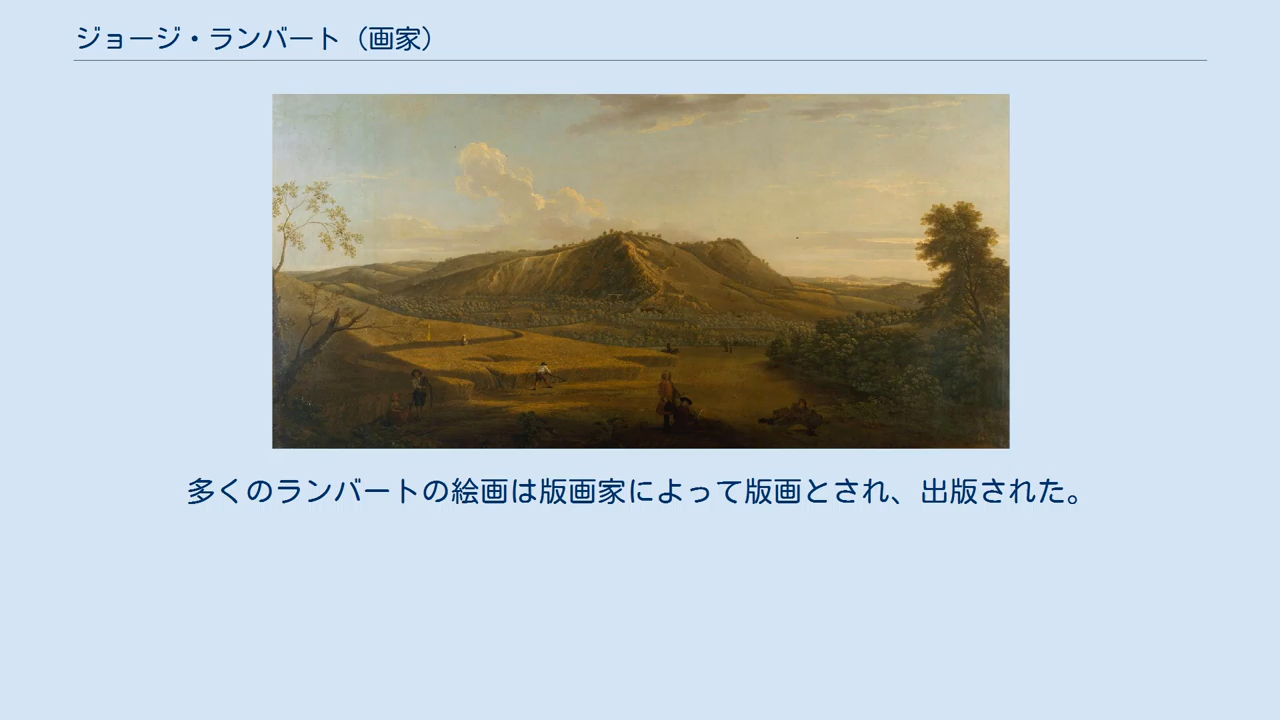 ジョージ・ランバート（画家）
多くのランバートの絵画は版画家によって版画とされ、出版された。